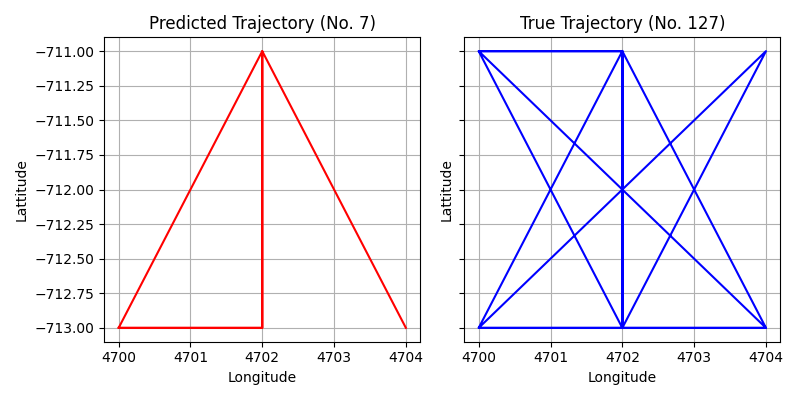 Predicted Trajectory (No. 7)
True Trajectory (No. 127)
−711.00
−711.25
−711.50
−711.75
−712.00
−712.25
−712.50
−712.75
−713.00
Lattitude
Lattitude
4700 4701 4702 4703 4704
4700 4701 4702 4703 4704
Longitude
Longitude